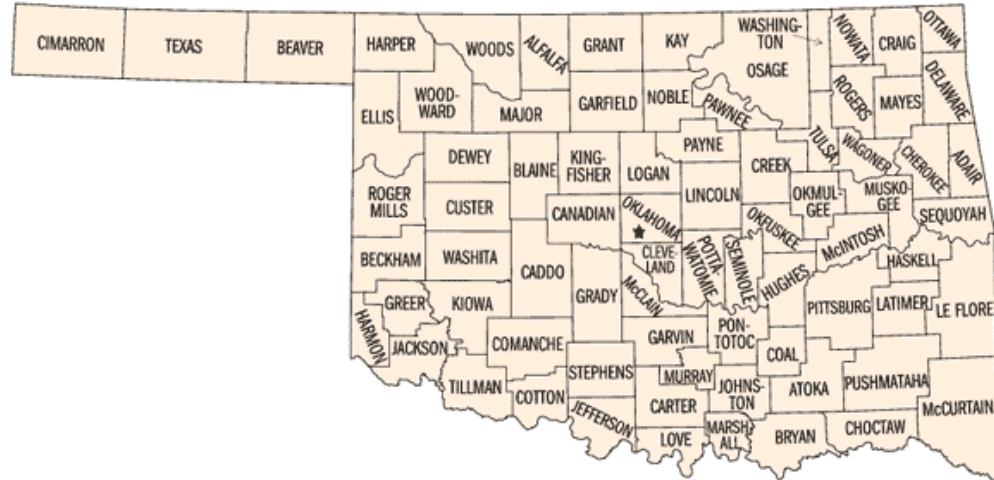 CIMARRON
TEXAS
BEAVER
HARPER
WOODS
ALFALFA
GRANT
KAY
WASHING-
TON
OSAGE
NOWATA
CRAIG
OTTAWA
ELLIS
WOOD-
WARD
MAJOR
GARFIELD
NOBLE
PAWNEE
ROGERS
MAYES
DELAWARE
DEWEY
BLAINE
KING-
FISHER
LOGAN
PAYNE
CREEK
TULSA
WAGONER
CHEROKEE
ADAIR
ROGER
MILLS
CUSTER
CANADIAN
OKLAHOMA
LINCOLN
OKMUL-
GEE
MUSKO-
GEE
SEQUOYAH
BECKHAM
WASHITA
CADDO
GRADY
CLEVE-
LAND
McCLAIN
POTTA-
WATOMIE
SEMINOLE
OKFUSKEE
HUGHES
McINTOSH
HASKELL
HARMON
GREER
KIOWA
JACKSON
COMANCHE
GARVIN
PON-
TOTOC
PITTSBURG
LATIMER
LE FLORE
TILLMAN
COTTON
STEPHENS
MURRAY
JOHNS-
TON
COAL
ATOKA
PUSHMATAHA
McCURTAIN
JEFFERSON
CARTER
LOVE
MARSH-
ALL
BRYAN
CHOCTAW